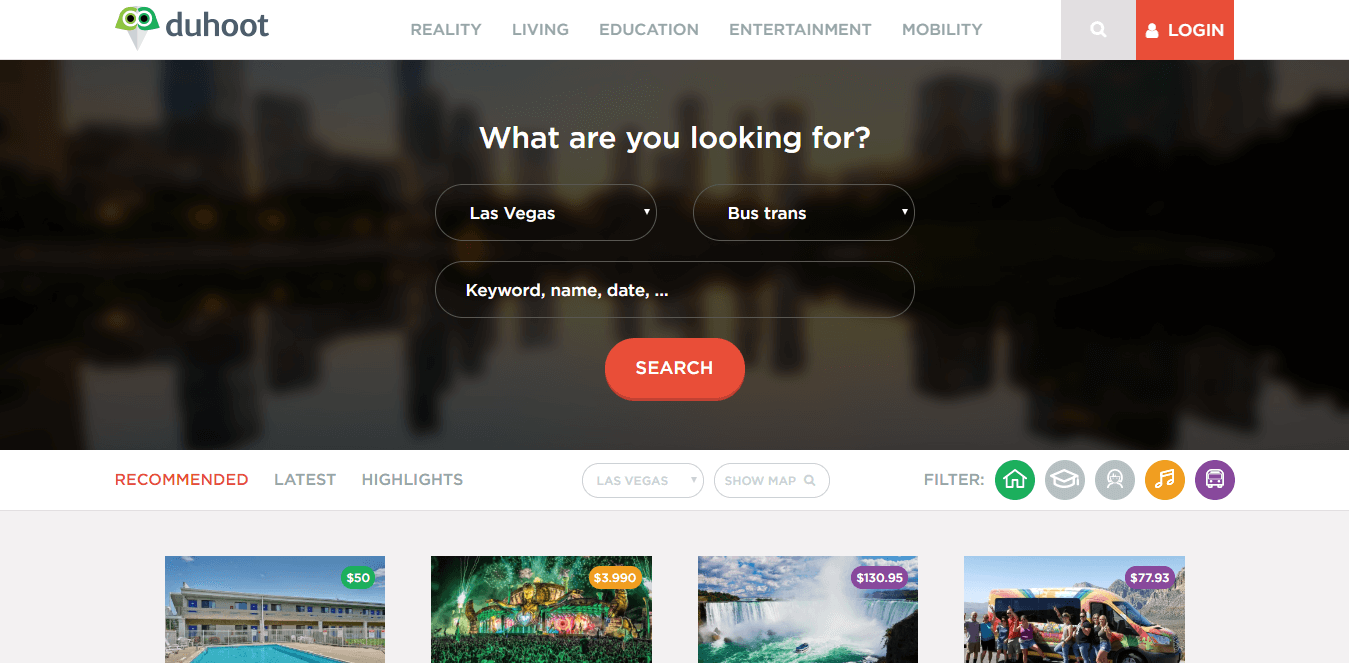 duhoot
REALITY LIVING EDUCATION ENTERTAINMENT MOBILITY
LOGIN
What are you looking for?
Las Vegas
Bus trans
Keyword, name, date, ...
SEARCH
RECOMMENDED LATEST HIGHLIGHTS
LAS VEGAS
SHOW MAP
FILTER:
$50
$3.990
$130.95
$77.93